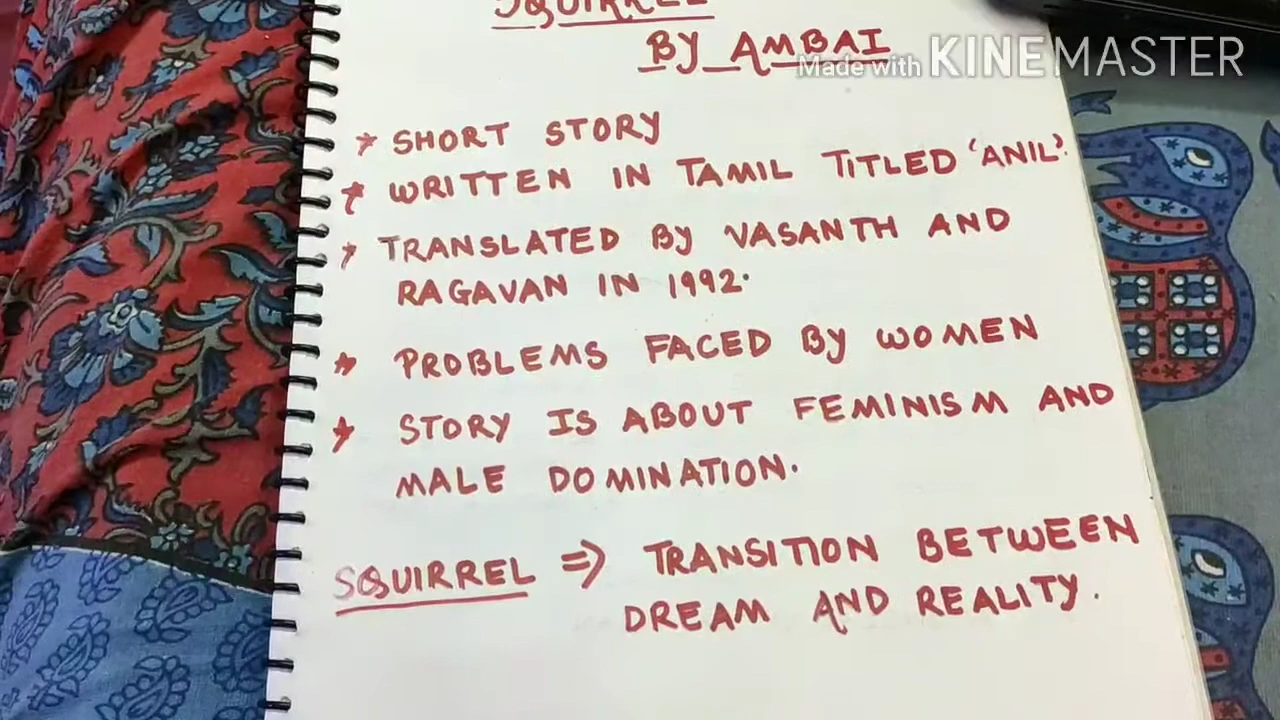 SQUIRREL
BY AMBAI
Made with KINEMASTER
* SHORT STORY
* WRITTEN IN TAMIL TITLED 'ANIL'.
* TRANSLATED BY VASANTH AND
RAGAVAN IN 1992.
* PROBLEMS FACED BY WOMEN
* STORY IS ABOUT FEMINISM AND
MALE DOMINATION.
SQUIRREL => TRANSITION BETWEEN
DREAM AND REALITY.